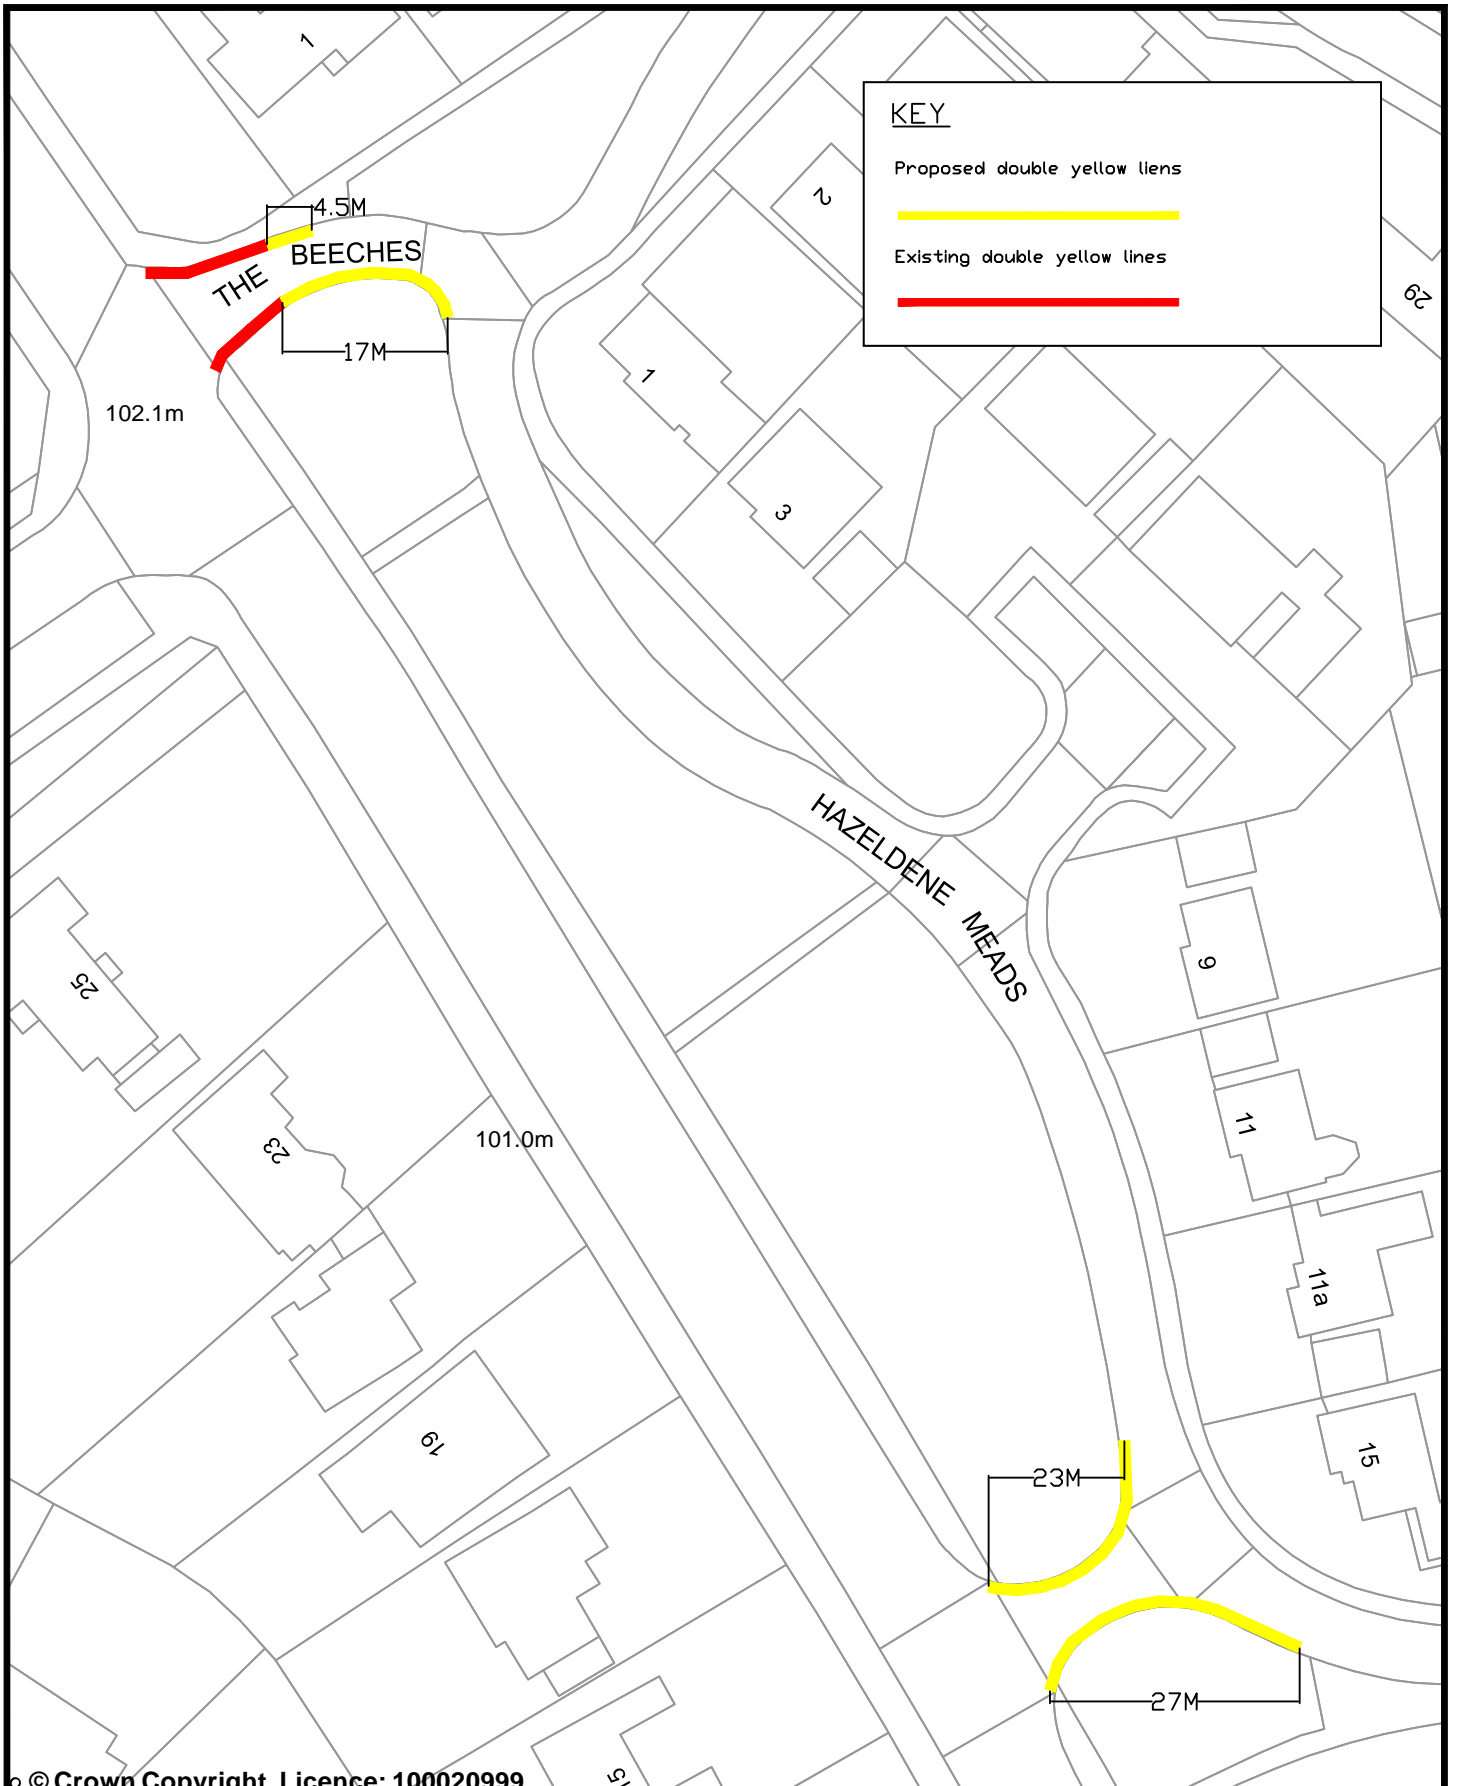 1
KEY
Proposed double yellow liens
2
4.5M
BEECHES
Existing double yellow lines
THE
29
17M
1
102.1m
3
HAZELDENE MEADS
9
25
11
101.0m
23
11a
19
15
23M
27M
15
© Crown Copyright. Licence: 100020999